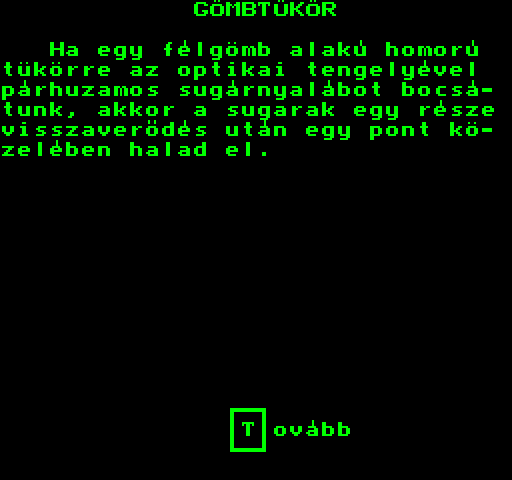 GÖMBTÜKÖR
Ha egy félgömb alakú homorú
tükörre az optikai tengelyével
párhuzamos sugárnyalábot bocsá-
tunk, akkor a sugarak egy része
visszaverödés után egy pont kö-
zelében halad el.
T ovább